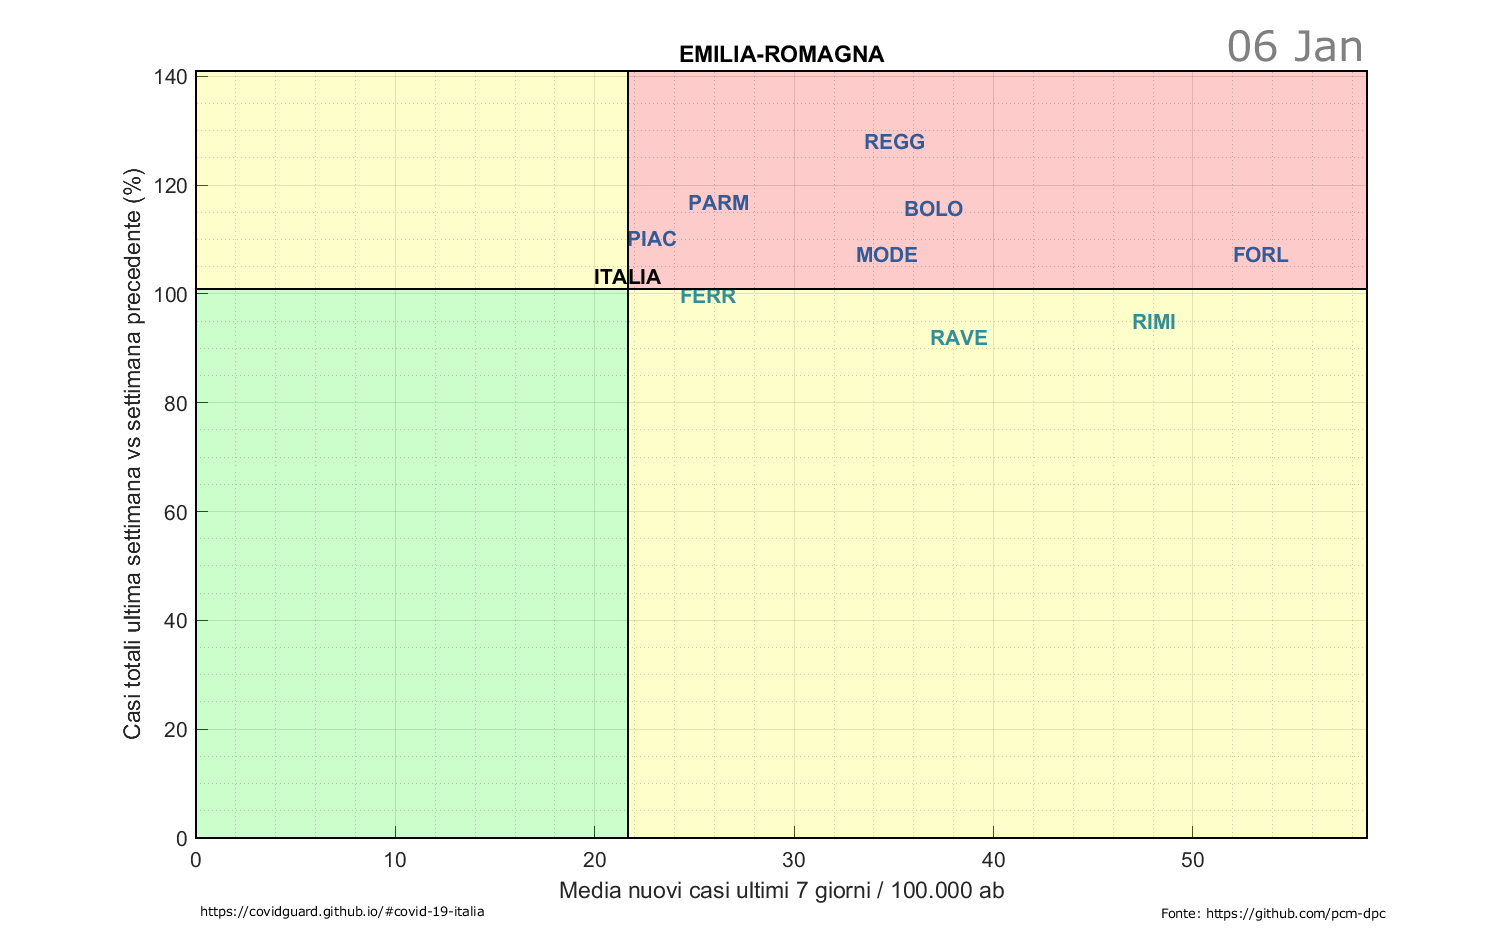 06 Jan
EMILIA-ROMAGNA
140
120
100
80
60
40
20
0
Casi totali ultima settimana vs settimana precedente (%)
REGG
PARM
BOLO
PIAC
MODE
FORL
ITALIA
FERR
RIMI
RAVE
0 10 20 30 40 50
Media nuovi casi ultimi 7 giorni / 100.000 ab
https://covidguard.github.io/#covid-19-italia
Fonte: https://github.com/pcm-dpc